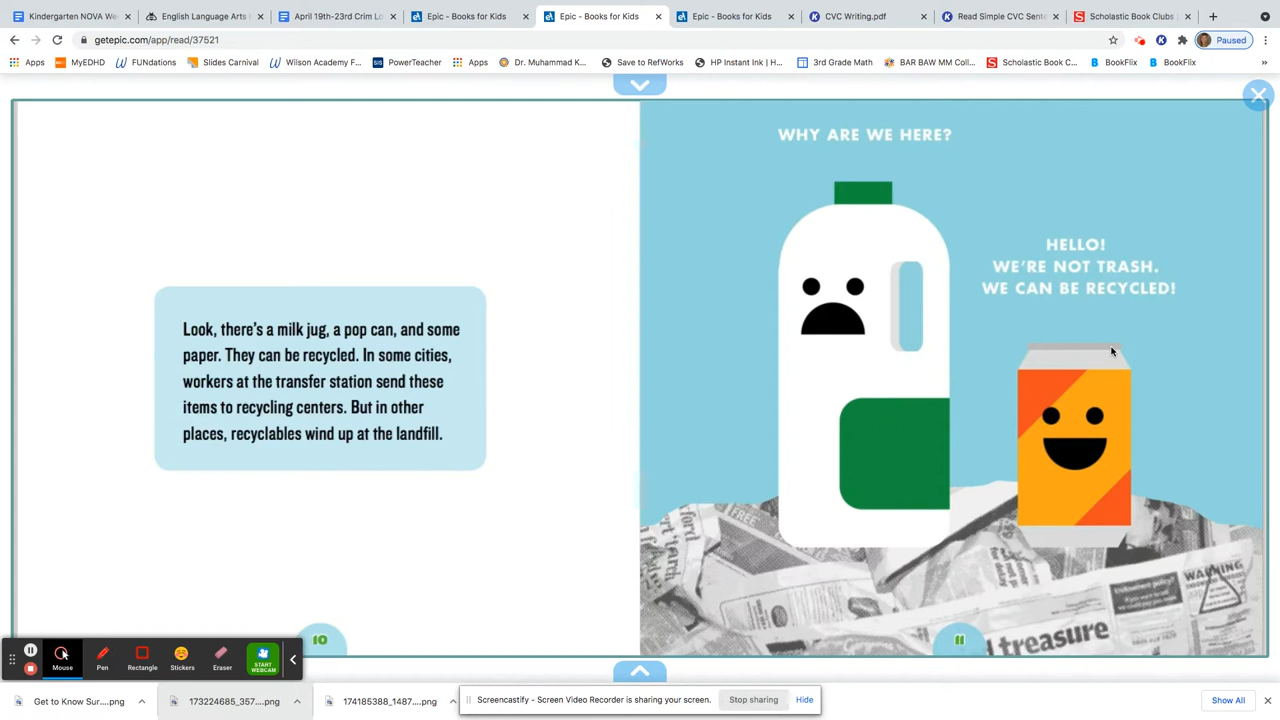 Kindergarten NOVA We
English Language Arts
April 19th-23rd Crim Lo
Epic - Books for Kids
Epic - Books for Kids
Epic - Books for Kids
CVC Writing.pdf
Read Simple CVC Sente
Scholastic Book Clubs
getepic.com/app/read/37521
Paused
Apps
MyEDHD
FUNdations
Slides Carnival
Wilson Academy F...
PowerTeacher
Apps
Dr. Muhammad K...
Save to RefWorks
HP Instant Ink | H...
3rd Grade Math
BAR BAW MM Coll...
Scholastic Book C...
BookFlix
BookFlix
Look, there's a milk jug, a pop can, and some
paper. They can be recycled. In some cities,
workers at the transfer station send these
items to recycling centers. But in other
places, recyclables wind up at the landfill.
10
WHY ARE WE HERE?
HELLO!
WE'RE NOT TRASH.
WE CAN BE RECYCLED!
FREE
WARNING
treasure
11
Mouse
Pen
Rectangle
Stickers
Eraser
START
WEBCAM
Get to Know Sur....png
173224685_357....png
174185388_1487....png
Screencastify - Screen Video Recorder is sharing your screen.
Stop sharing
Hide
Show All